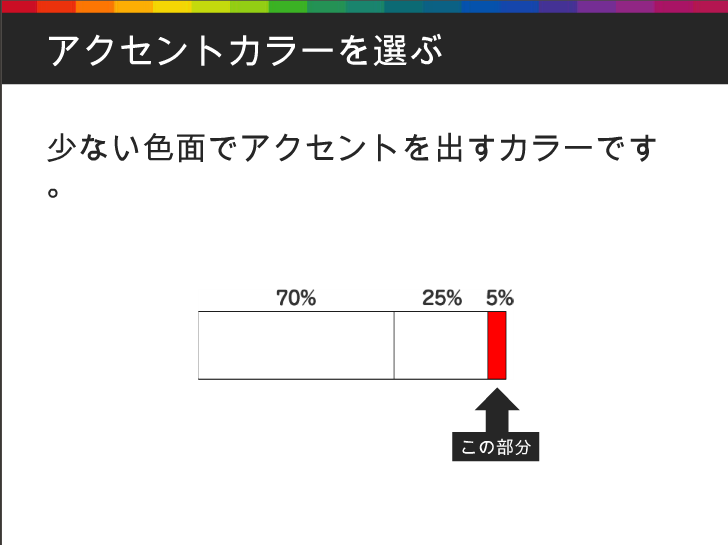 アクセントカラーを選ぶ
少ない色面でアクセントを出すカラーです
。
70% 25% 5%
この部分